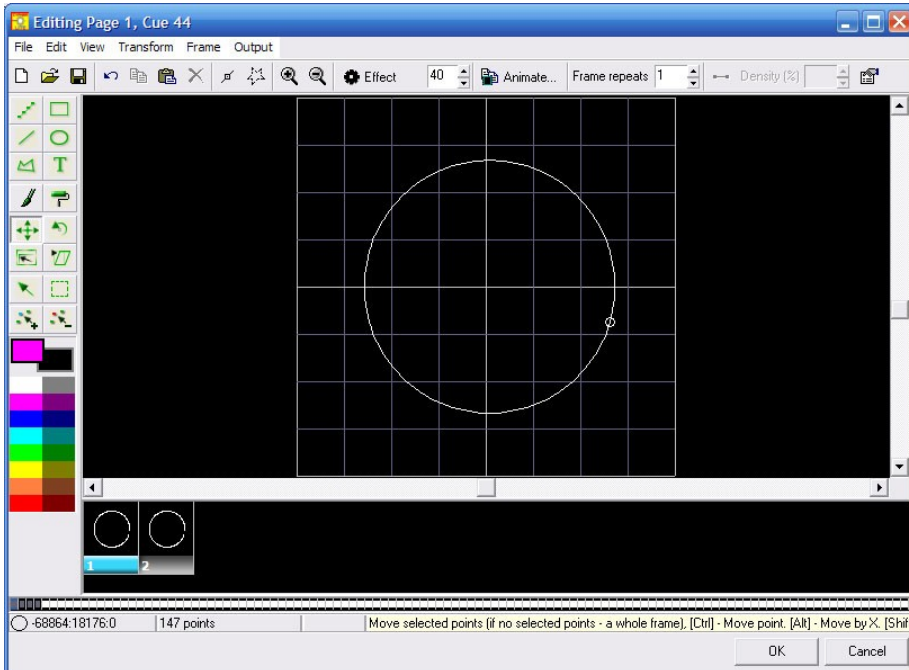 Editing Page 1, Cue 44
File Edit View Transform Frame Output
Effect 40 Animate... Frame repeats 1 Density (%)
T
1 2
-68864:18176:0 147 points Move selected points (if no selected points - a whole frame), [Ctrl] - Move point. [Alt] - Move by X. [Shif
OK Cancel